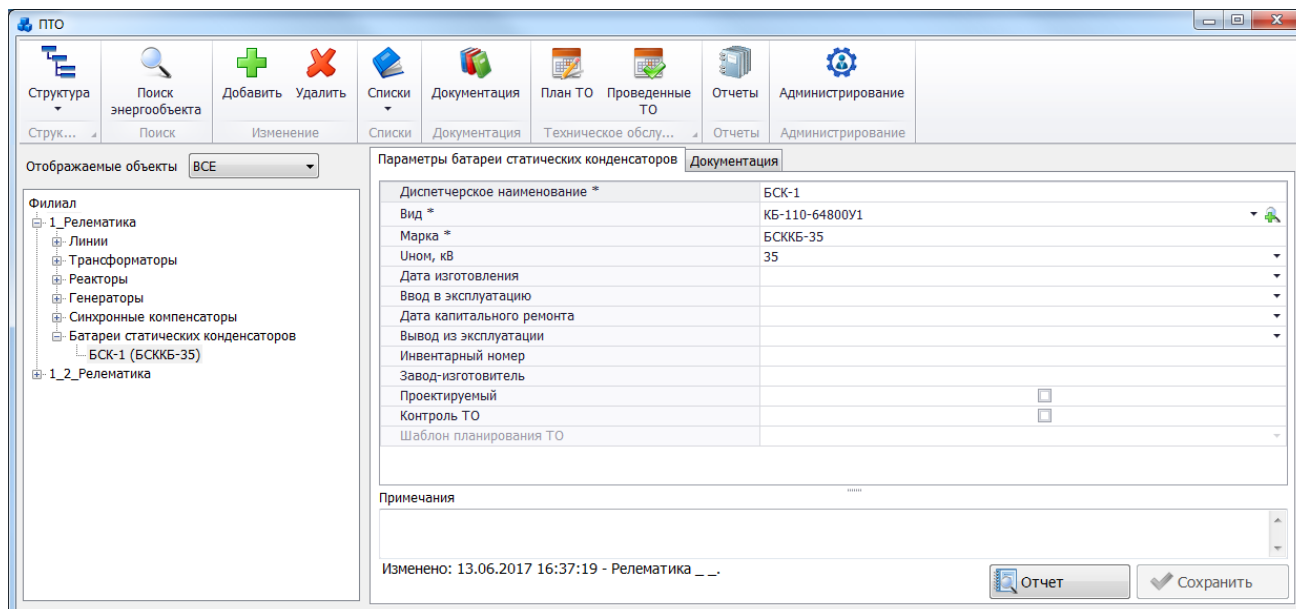 ПТО
Структура
Поиск энергообъекта
Добавить
Удалить
Списки
Документация
План ТО
Проведенные ТО
Отчеты
Администрирование
Струк...
Поиск
Изменение
Списки
Документация
Техническое обслу...
Отчеты
Администрирование
Отображаемые объекты ВСЕ
Филиал
1_Релематика
Линии
Трансформаторы
Реакторы
Генераторы
Синхронные компенсаторы
Батареи статических конденсаторов
БСК-1 (БСККБ-35)
1_2_Релематика
Параметры батареи статических конденсаторов
Документация
Диспетчерское наименование * БСК-1
Вид * КБ-110-64800У1
Марка * БСККБ-35
Uном, кВ 35
Дата изготовления
Ввод в эксплуатацию
Дата капитального ремонта
Вывод из эксплуатации
Инвентарный номер
Завод-изготовитель
Проектируемый
Контроль ТО
Шаблон планирования ТО
Примечания
Изменено: 13.06.2017 16:37:19 - Релематика _ _.
Отчет
Сохранить